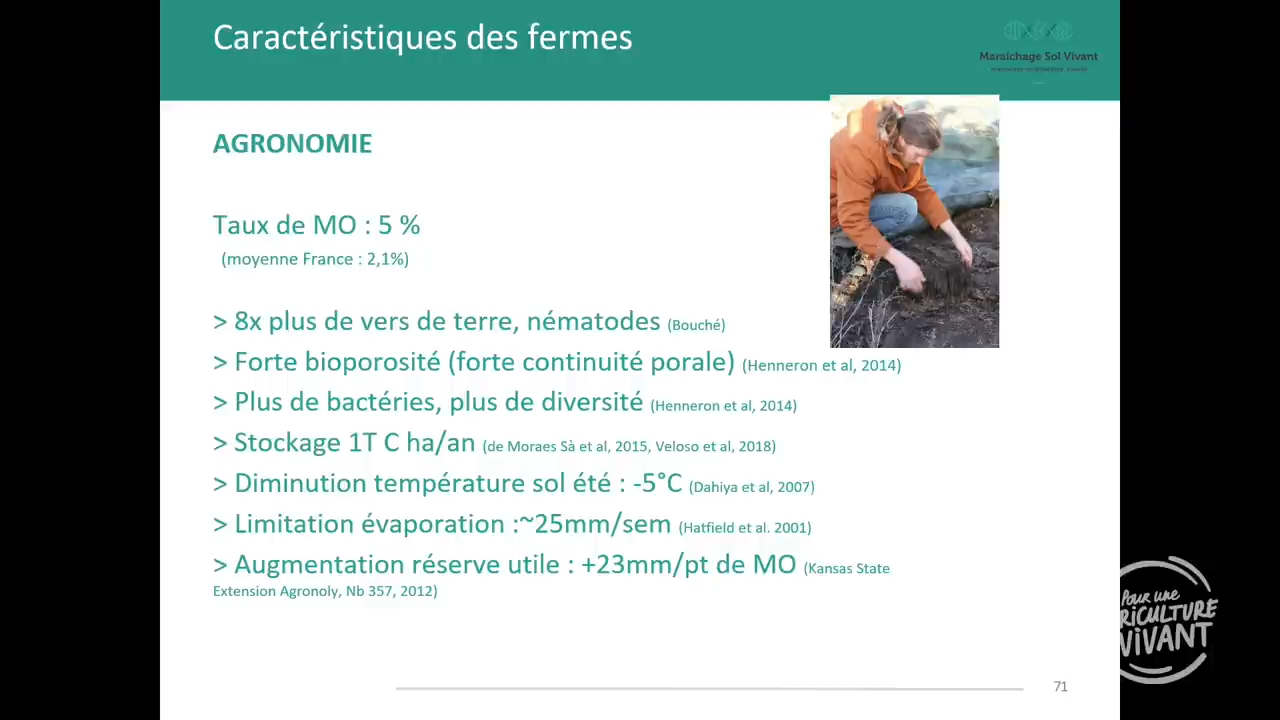 Caractéristiques des fermes
Maraîchage Sol Vivant
AGRONOMIE
Taux de MO : 5 %
(moyenne France : 2,1%)
> 8x plus de vers de terre, nématodes (Bouché)
> Forte bioporosité (forte continuité porale) (Henneron et al, 2014)
> Plus de bactéries, plus de diversité (Henneron et al, 2014)
> Stockage 1T C ha/an (de Moraes Sà et al, 2015, Veloso et al, 2018)
> Diminution température sol été : -5°C (Dahiya et al, 2007)
> Limitation évaporation :~25mm/sem (Hatfield et al. 2001)
> Augmentation réserve utile : +23mm/pt de MO (Kansas State
Extension Agronoly, Nb 357, 2012)
Pour une
RICULTURE
ViVANT
71